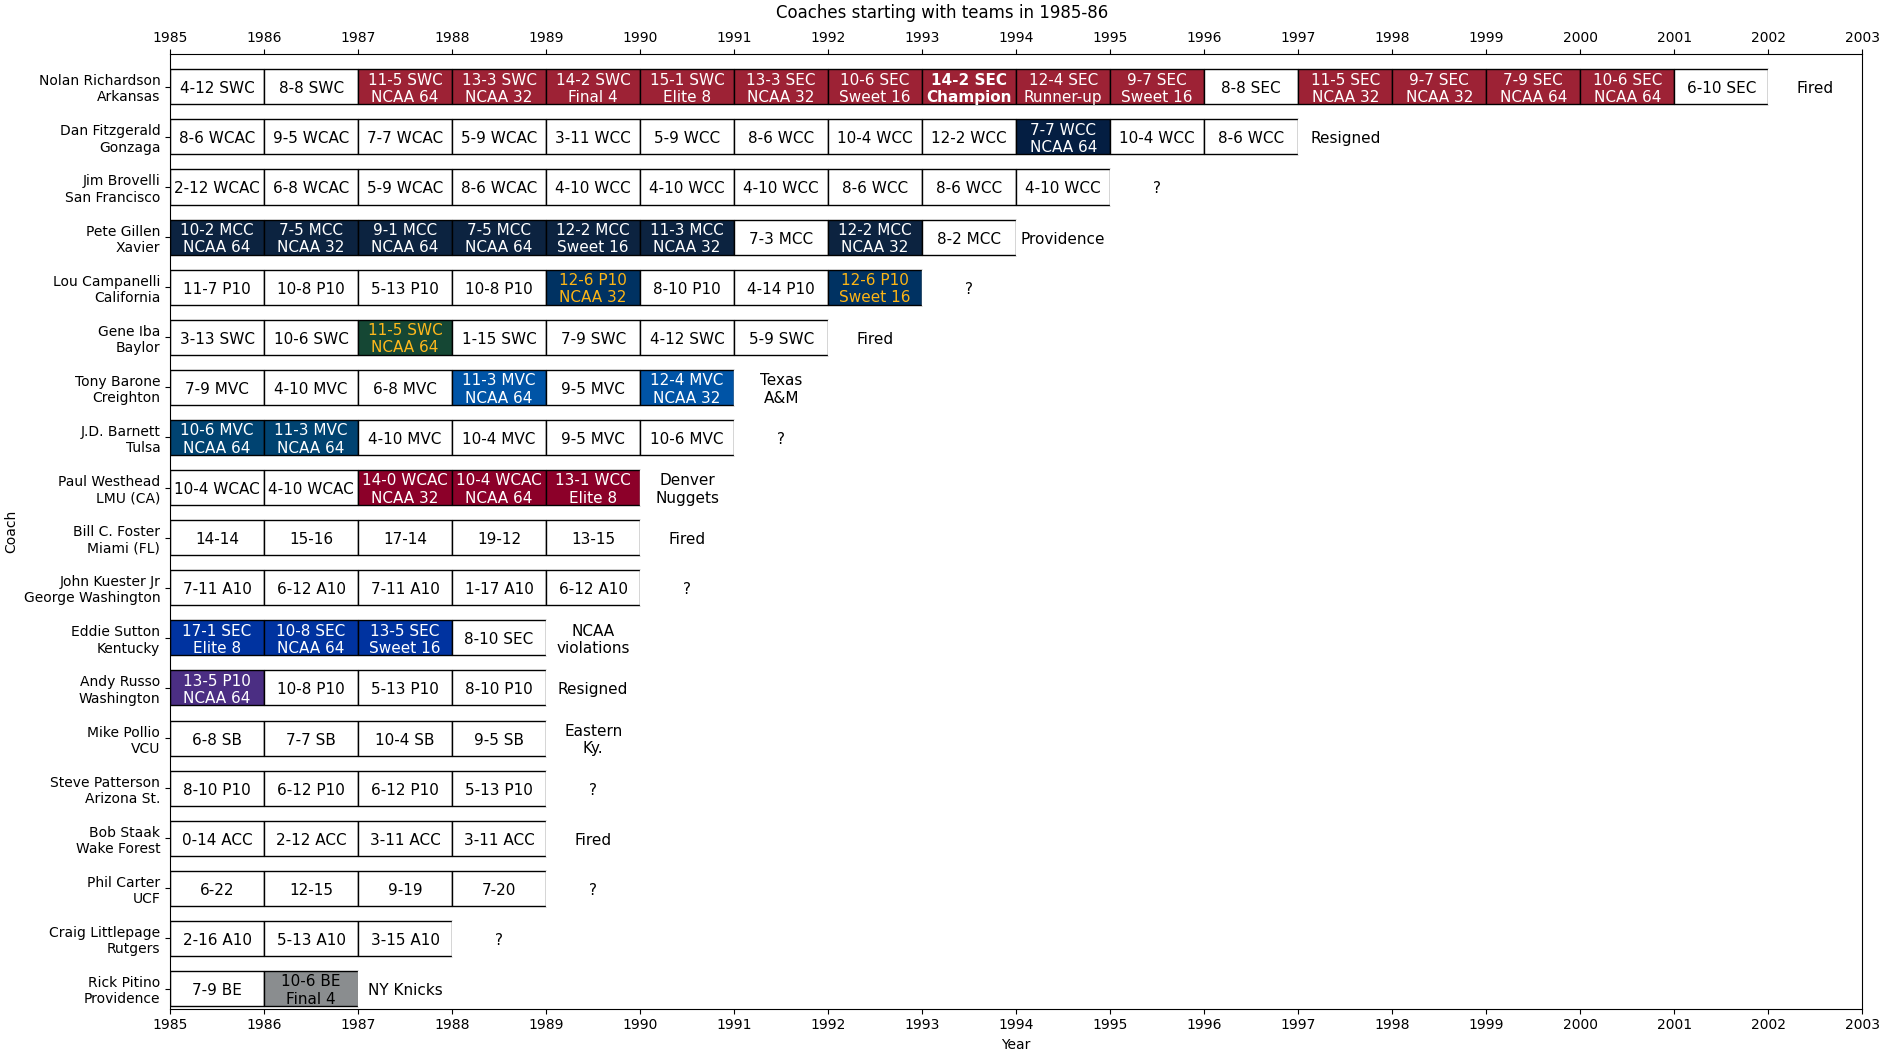 Coaches starting with teams in 1985-86
1985 1986 1987 1988 1989 1990 1991 1992 1993 1994 1995 1996 1997 1998 1999 2000 2001 2002 2003
Nolan Richardson
Arkansas
4-12 SWC
8-8 SWC
11-5 SWC
NCAA 64
13-3 SWC
NCAA 32
14-2 SWC
Final 4
15-1 SWC
Elite 8
13-3 SEC
NCAA 32
10-6 SEC
Sweet 16
14-2 SEC
Champion
12-4 SEC
Runner-up
9-7 SEC
Sweet 16
8-8 SEC
11-5 SEC
NCAA 32
9-7 SEC
NCAA 32
7-9 SEC
NCAA 64
10-6 SEC
NCAA 64
6-10 SEC
Fired
Dan Fitzgerald
Gonzaga
8-6 WCAC
9-5 WCAC
7-7 WCAC
5-9 WCAC
3-11 WCC
5-9 WCC
8-6 WCC
10-4 WCC
12-2 WCC
7-7 WCC
NCAA 64
10-4 WCC
8-6 WCC
Resigned
Jim Brovelli
San Francisco
2-12 WCAC
6-8 WCAC
5-9 WCAC
8-6 WCAC
4-10 WCC
4-10 WCC
4-10 WCC
8-6 WCC
8-6 WCC
4-10 WCC
?
Pete Gillen
Xavier
10-2 MCC
NCAA 64
7-5 MCC
NCAA 32
9-1 MCC
NCAA 64
7-5 MCC
NCAA 64
12-2 MCC
Sweet 16
11-3 MCC
NCAA 32
7-3 MCC
12-2 MCC
NCAA 32
8-2 MCC
Providence
Lou Campanelli
California
11-7 P10
10-8 P10
5-13 P10
10-8 P10
12-6 P10
NCAA 32
8-10 P10
4-14 P10
12-6 P10
Sweet 16
?
Gene Iba
Baylor
3-13 SWC
10-6 SWC
11-5 SWC
NCAA 64
1-15 SWC
7-9 SWC
4-12 SWC
5-9 SWC
Fired
Tony Barone
Creighton
7-9 MVC
4-10 MVC
6-8 MVC
11-3 MVC
NCAA 64
9-5 MVC
12-4 MVC
NCAA 32
Texas
A&M
J.D. Barnett
Tulsa
10-6 MVC
NCAA 64
11-3 MVC
NCAA 64
4-10 MVC
10-4 MVC
9-5 MVC
10-6 MVC
?
Paul Westhead
LMU (CA)
10-4 WCAC
4-10 WCAC
14-0 WCAC
NCAA 32
10-4 WCAC
NCAA 64
13-1 WCC
Elite 8
Denver
Nuggets
Bill C. Foster
Miami (FL)
14-14
15-16
17-14
19-12
13-15
Fired
John Kuester Jr
George Washington
7-11 A10
6-12 A10
7-11 A10
1-17 A10
6-12 A10
?
Eddie Sutton
Kentucky
17-1 SEC
Elite 8
10-8 SEC
NCAA 64
13-5 SEC
Sweet 16
8-10 SEC
NCAA
violations
Andy Russo
Washington
13-5 P10
NCAA 64
10-8 P10
5-13 P10
8-10 P10
Resigned
Mike Pollio
VCU
6-8 SB
7-7 SB
10-4 SB
9-5 SB
Eastern
Ky.
Steve Patterson
Arizona St.
8-10 P10
6-12 P10
6-12 P10
5-13 P10
?
Bob Staak
Wake Forest
0-14 ACC
2-12 ACC
3-11 ACC
3-11 ACC
Fired
Phil Carter
UCF
6-22
12-15
9-19
7-20
?
Craig Littlepage
Rutgers
2-16 A10
5-13 A10
3-15 A10
?
Rick Pitino
Providence
7-9 BE
10-6 BE
Final 4
NY Knicks
Coach
1985 1986 1987 1988 1989 1990 1991 1992 1993 1994 1995 1996 1997 1998 1999 2000 2001 2002 2003
Year